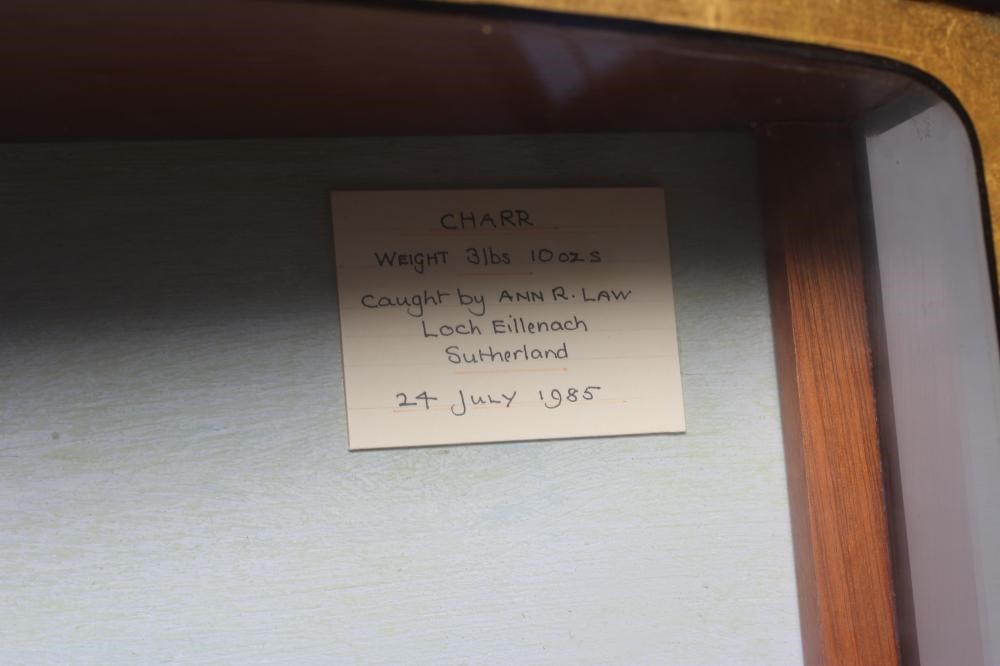 CHARR
WEIGHT 3lbs 10ozs
Caught by ANN R. LAW
Loch Eillenach
Sutherland
24 JULY 1985